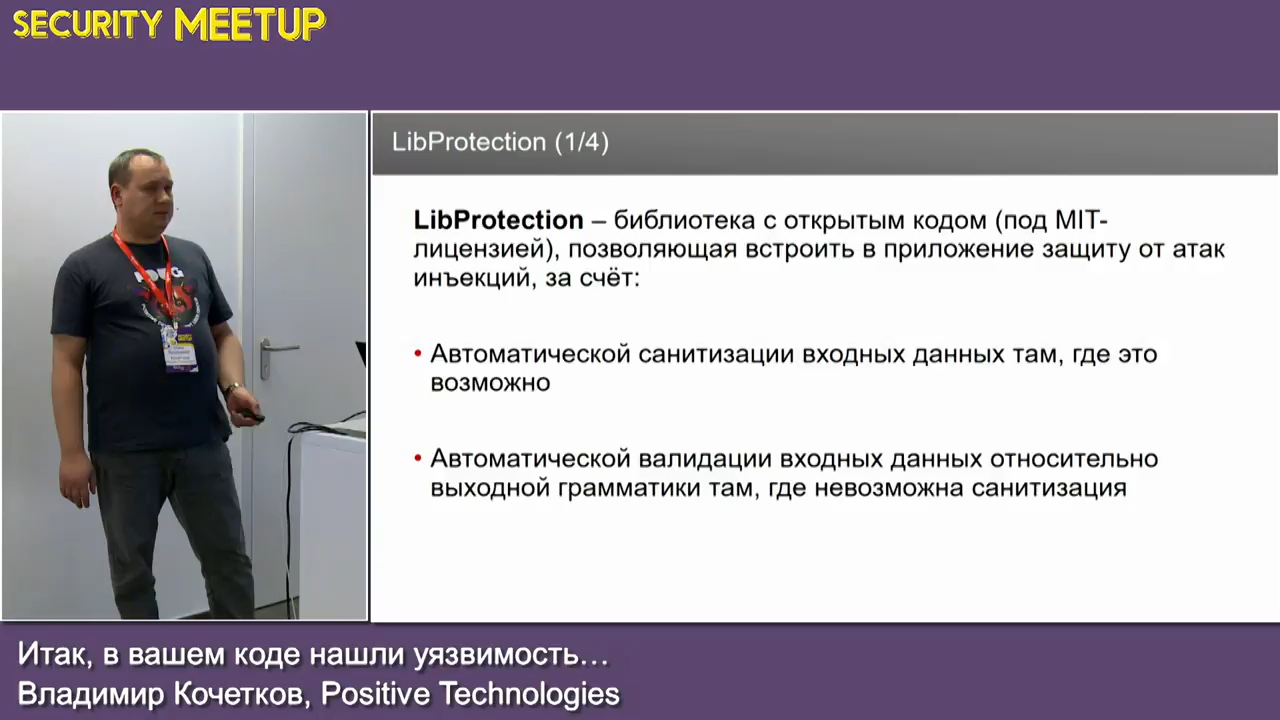 SECURITY MEETUP
LibProtection (1/4)
LibProtection – библиотека с открытым кодом (под MIT-
лицензией), позволяющая встроить в приложение защиту от атак
инъекций, за счёт:
• Автоматической санитизации входных данных там, где это
возможно
• Автоматической валидации входных данных относительно
выходной грамматики там, где невозможна санитизация
Итак, в вашем коде нашли уязвимость...
Владимир Кочетков, Positive Technologies